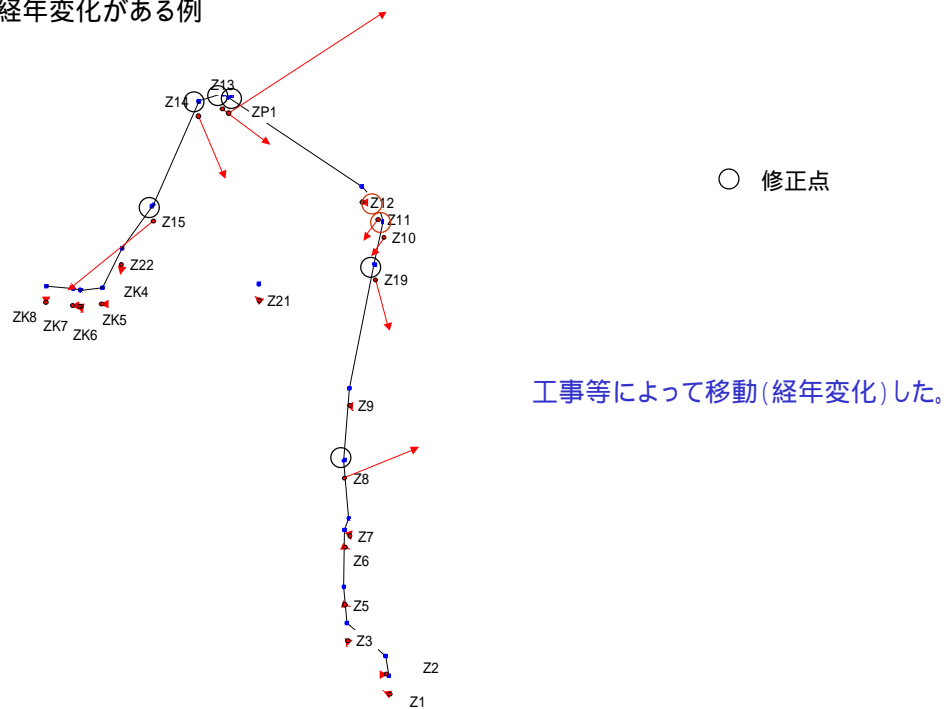 経年変化がある例
Z13
Z14
ZP1
Z12
Z11
Z10
Z15
Z19
Z22
ZK4
Z21
ZK5
ZK8
ZK7
ZK6
Z9
Z8
Z7
Z6
Z5
Z3
Z2
Z1
修正点
工事等によって移動(経年変化)した。